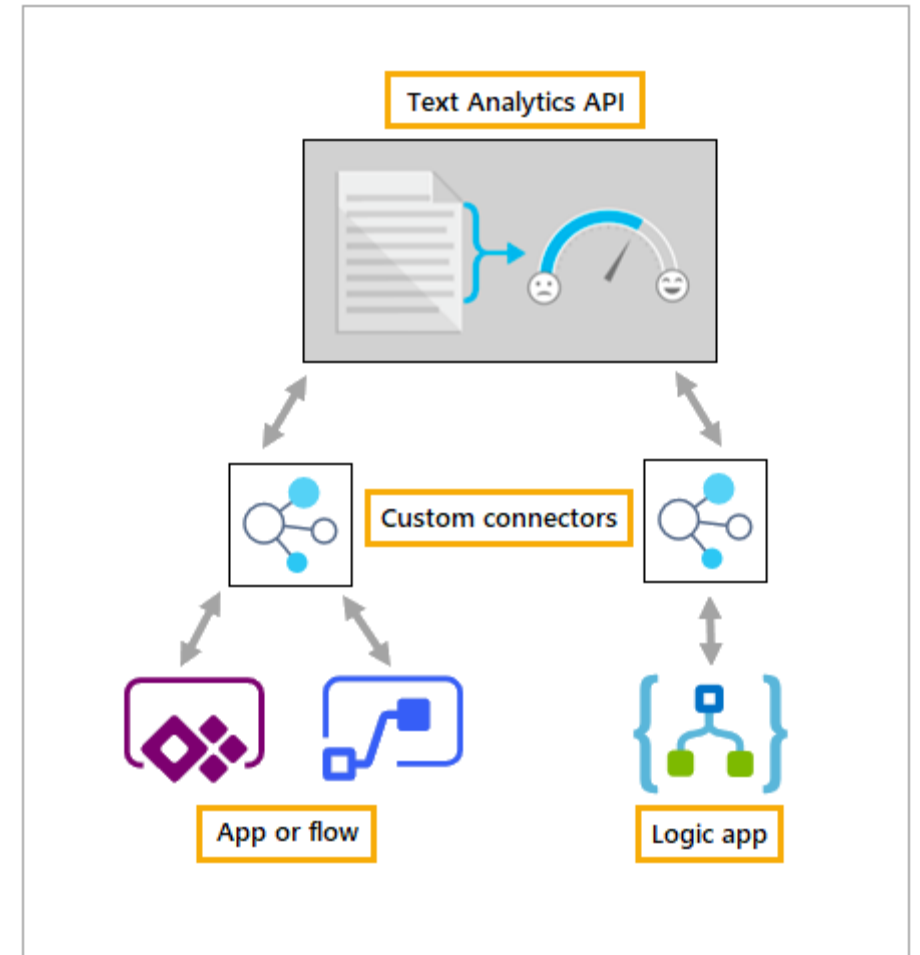 Text Analytics API
Custom connectors
App or flow
Logic app